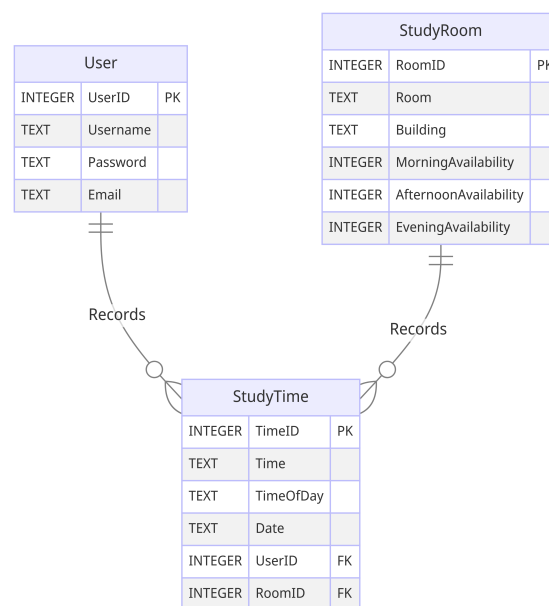 User
INTEGER UserID PK
TEXT Username
TEXT Password
TEXT Email
StudyRoom
INTEGER RoomID PK
TEXT Room
TEXT Building
INTEGER MorningAvailability
INTEGER AfternoonAvailability
INTEGER EveningAvailability
Records
Records
StudyTime
INTEGER TimeID PK
TEXT Time
TEXT TimeOfDay
TEXT Date
INTEGER UserID FK
INTEGER RoomID FK